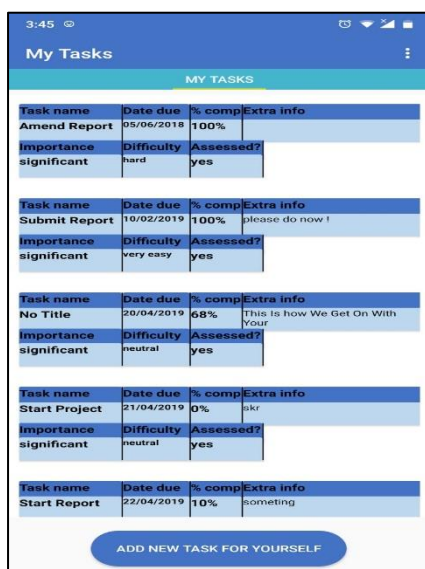 3:45
My Tasks
MY TASKS
Task name Date due % comp Extra info
Amend Report 05/06/2018 100%
Importance Difficulty Assessed?
significant hard yes
Task name Date due % comp Extra info
Submit Report 10/02/2019 100% please do now !
Importance Difficulty Assessed?
significant very easy yes
Task name Date due % comp Extra info
No Title 20/04/2019 68% This Is how We Get On With
Your
Importance Difficulty Assessed?
significant neutral yes
Task name Date due % comp Extra info
Start Project 21/04/2019 0% skr
Importance Difficulty Assessed?
significant neutral yes
Task name Date due % comp Extra info
Start Report 22/04/2019 10% someting
ADD NEW TASK FOR YOURSELF